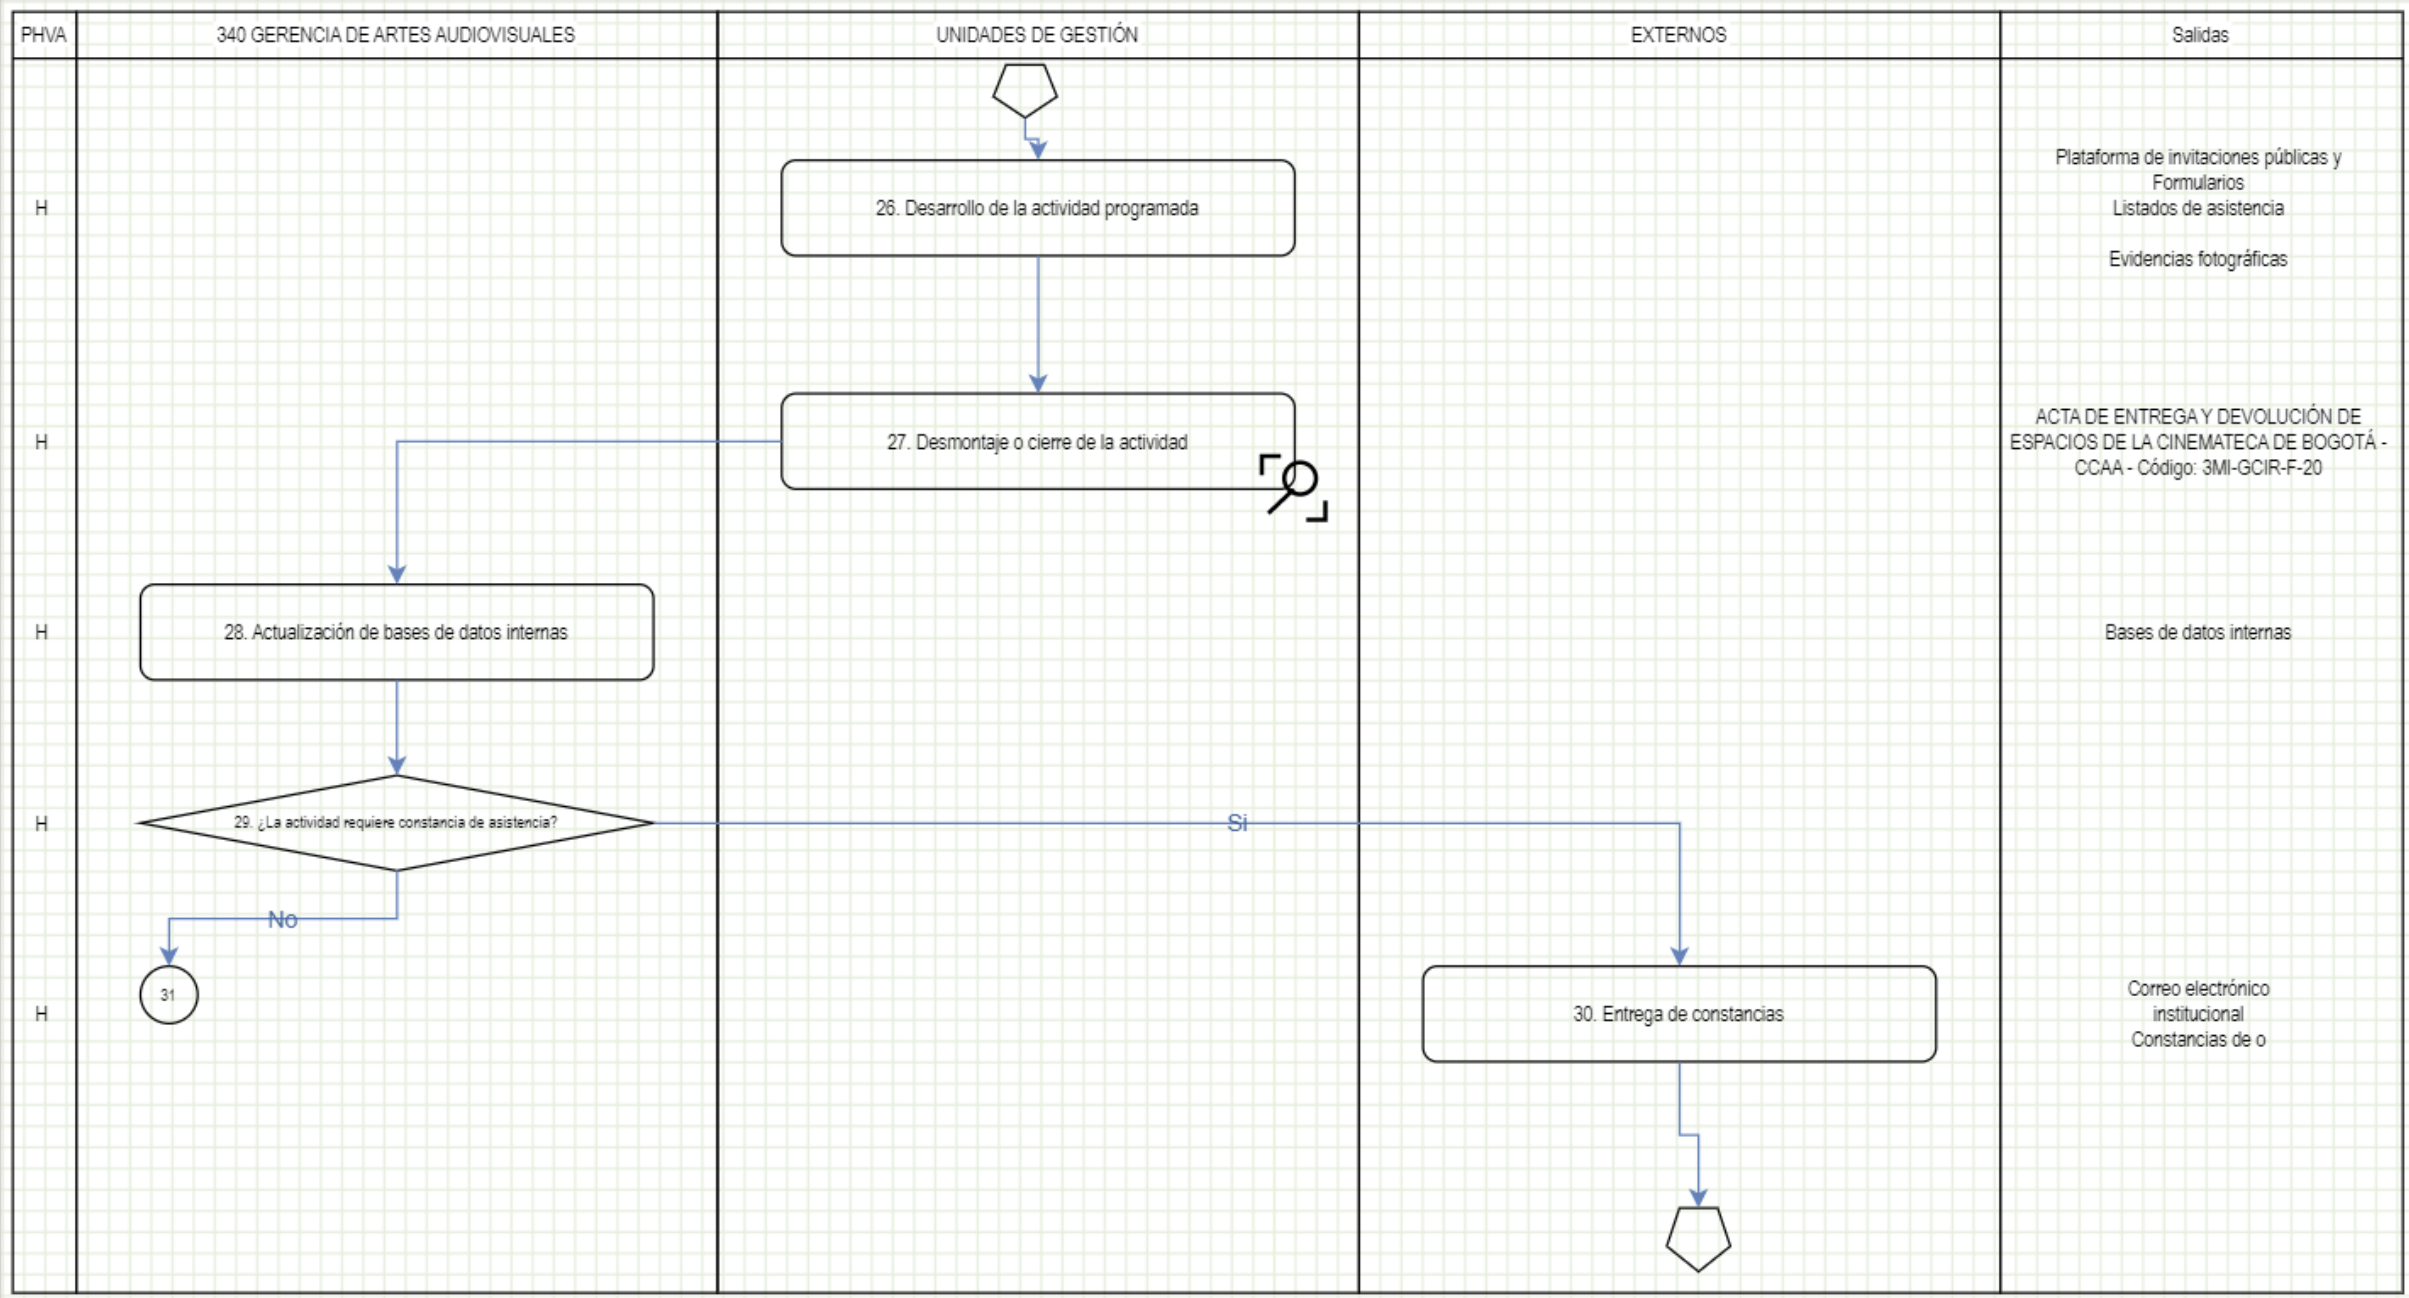 PHVA
340 GERENCIA DE ARTES AUDIOVISUALES
UNIDADES DE GESTIÓN
EXTERNOS
Salidas
H
26. Desarrollo de la actividad programada
Plataforma de invitaciones públicas y
Formularios
Listados de asistencia
Evidencias fotográficas
H
27. Desmontaje o cierre de la actividad
ACTA DE ENTREGA Y DEVOLUCIÓN DE
ESPACIOS DE LA CINEMATECA DE BOGOTÁ -
CCAA - Código: 3MI-GCIR-F-20
H
28. Actualización de bases de datos internas
Bases de datos internas
H
29. ¿La actividad requiere constancia de asistencia?
Si
No
31
H
30. Entrega de constancias
Correo electrónico
institucional
Constancias de o